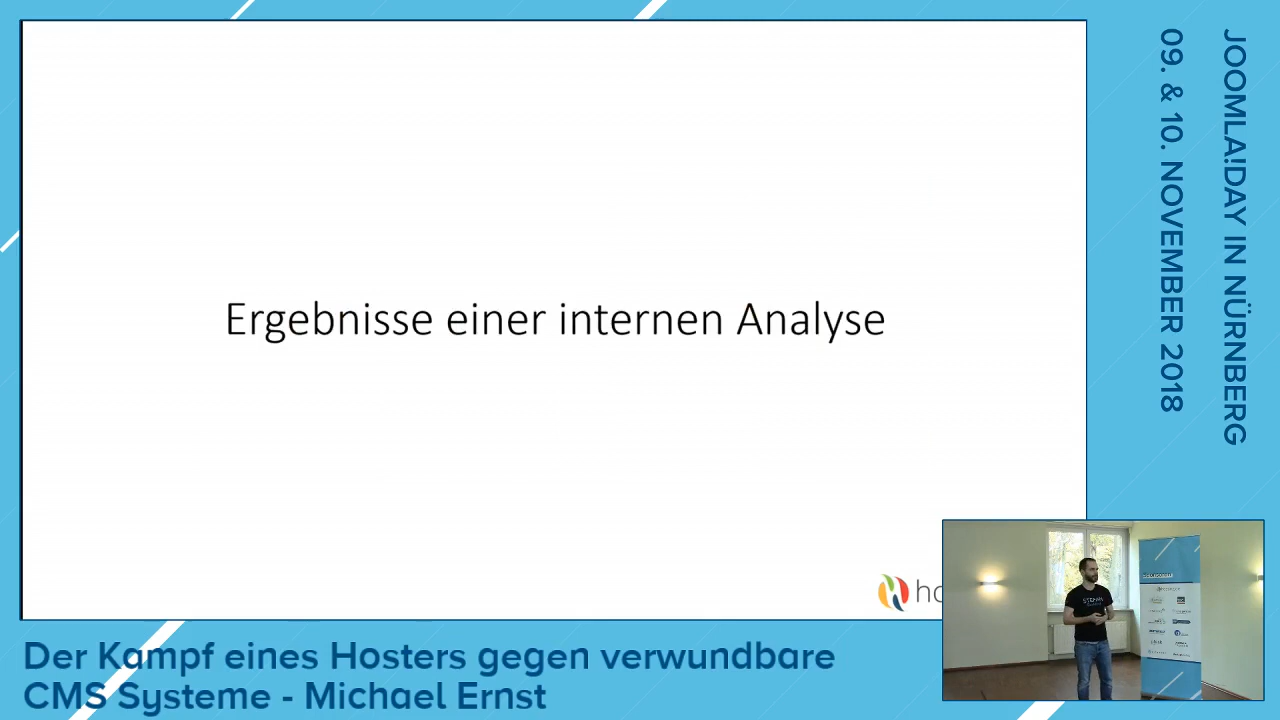 Ergebnisse einer internen Analyse
JOOMLA!DAY IN NÜRNBERG
09. & 10. NOVEMBER 2018
Der Kampf eines Hosters gegen verwundbare
CMS Systeme - Michael Ernst